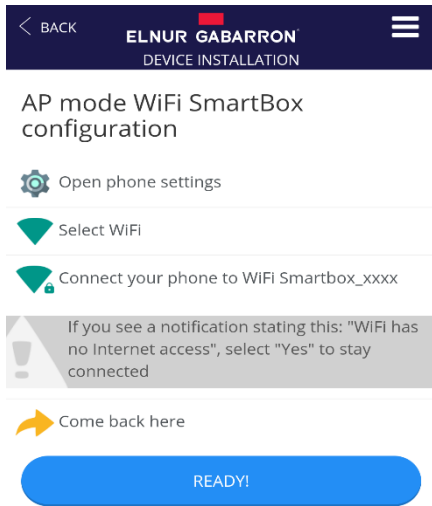 BACK
ELNUR GABARRON
DEVICE INSTALLATION
AP mode WiFi SmartBox
configuration
Open phone settings
Select WiFi
Connect your phone to WiFi Smartbox_xxxx
If you see a notification stating this: "WiFi has
no Internet access", select "Yes" to stay
connected
Come back here
READY!